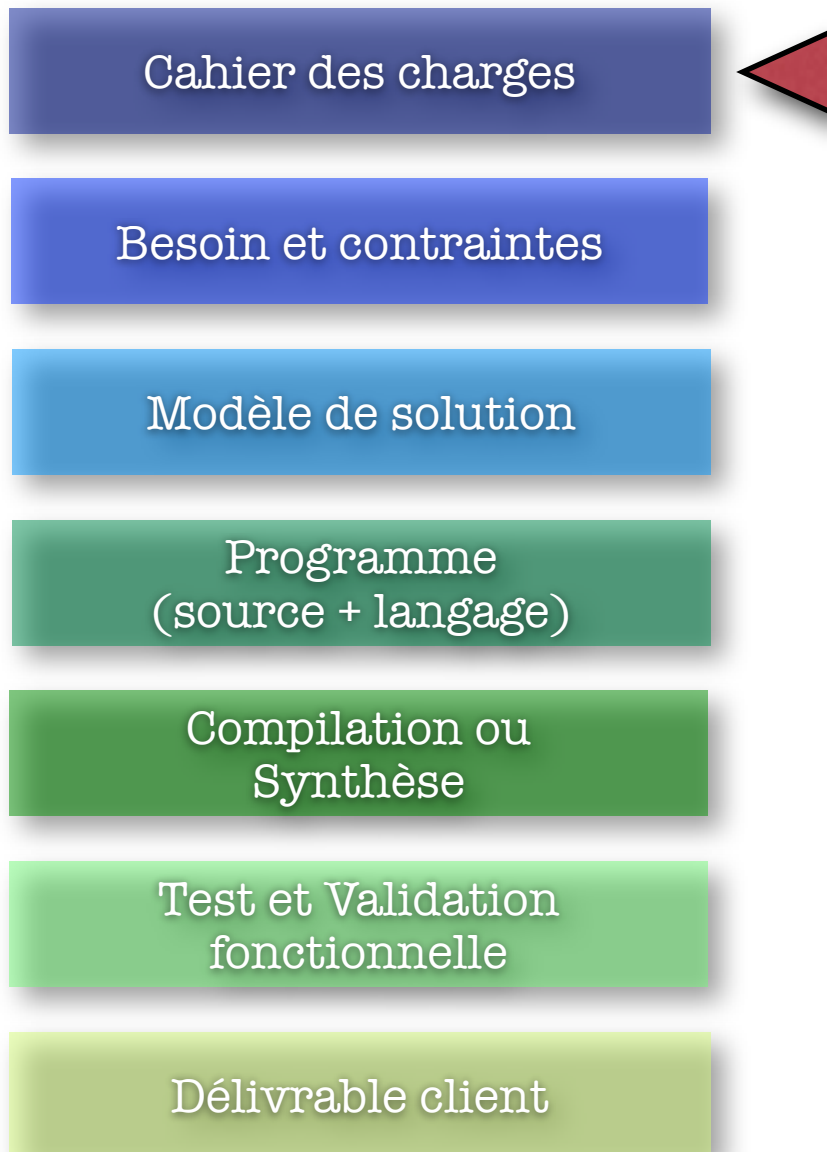 Cahier des charges
Besoin et contraintes
Modèle de solution
Programme
(source + langage)
Compilation ou
Synthèse
Test et Validation
fonctionnelle
Délivrable client